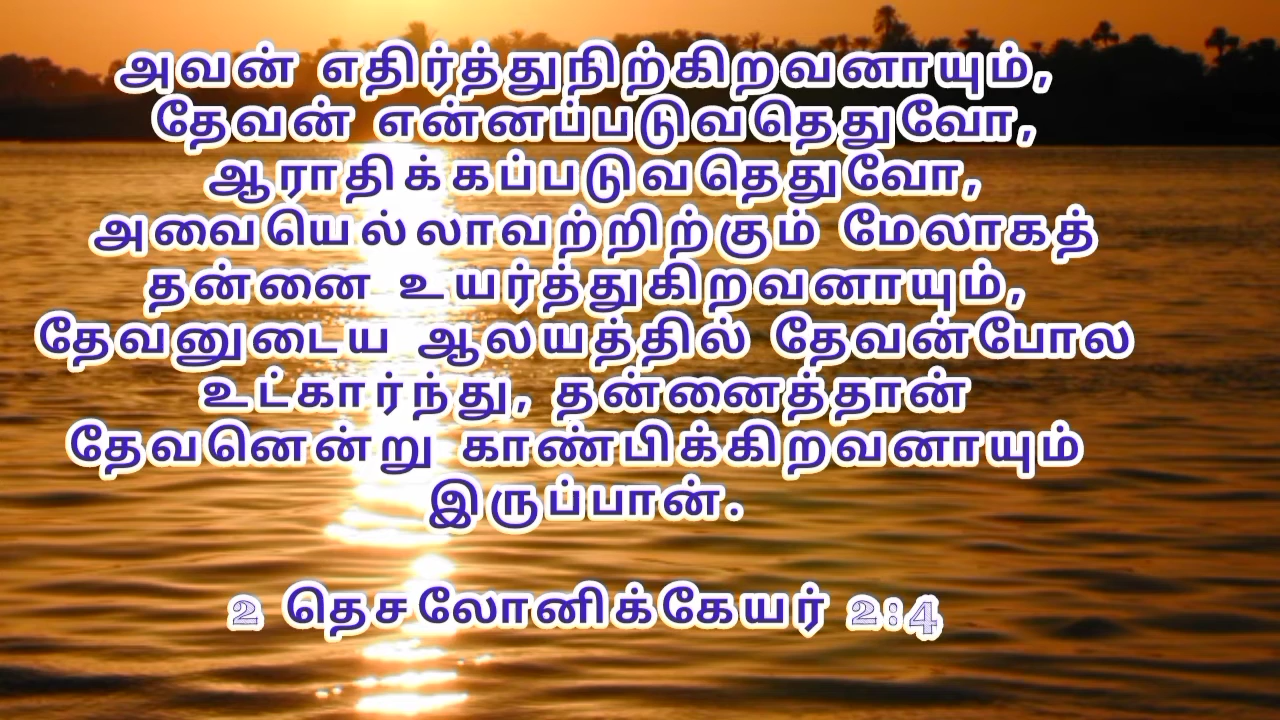 அவன் எதிர்த்துநிற்கிறவனாயும்,
தேவன் என்னப்படுவதெதுவோ,
ஆராதிக்கப்படுவதெதுவோ,
அவையெல்லாவற்றிற்கும் மேலாகத்
தன்னை உயர்த்துகிறவனாயும்,
தேவனுடைய ஆலயத்தில் தேவன்போல
உட்கார்ந்து, தன்னைத்தான்
தேவனென்று காண்பிக்கிறவனாயும்
இருப்பான்.
2 தெசலோனிக்கேயர் 2:4